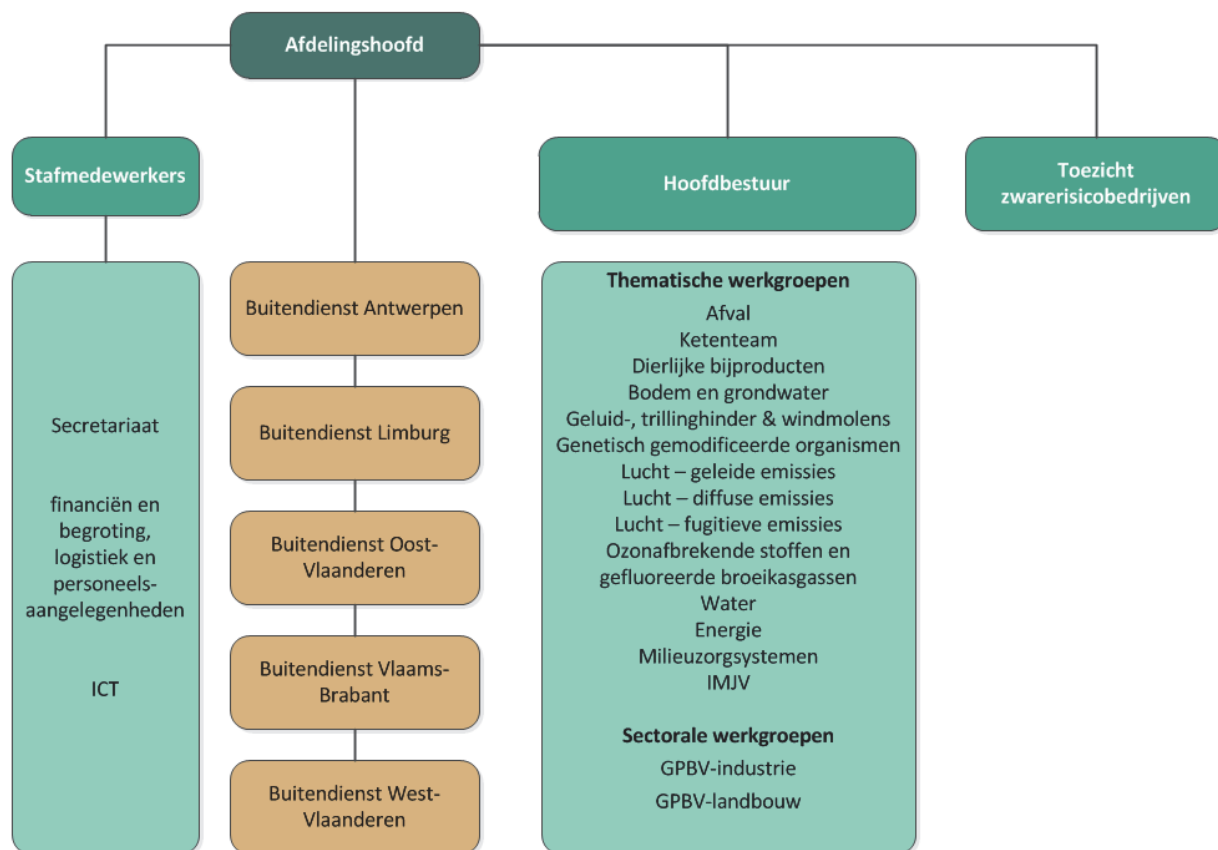 Afdelingshoofd
Stafmedewerkers
Hoofdbestuur
Toezicht
zwarerisicobedrijven
Secretariaat
financiën en
begroting,
logistiek en
personeels-
aangelegenheden
ICT
Buitendienst Antwerpen
Buitendienst Limburg
Buitendienst Oost-
Vlaanderen
Buitendienst Vlaams-
Brabant
Buitendienst West-
Vlaanderen
Thematische werkgroepen
Afval
Ketenteam
Dierlijke bijproducten
Bodem en grondwater
Geluid-, trillinghinder & windmolens
Genetisch gemodificeerde organismen
Lucht – geleide emissies
Lucht – diffuse emissies
Lucht – fugitieve emissies
Ozonafbrekende stoffen en
gefluoreerde broeikasgassen
Water
Energie
Milieuzorgsystemen
IMJV
Sectorale werkgroepen
GPBV-industrie
GPBV-landbouw